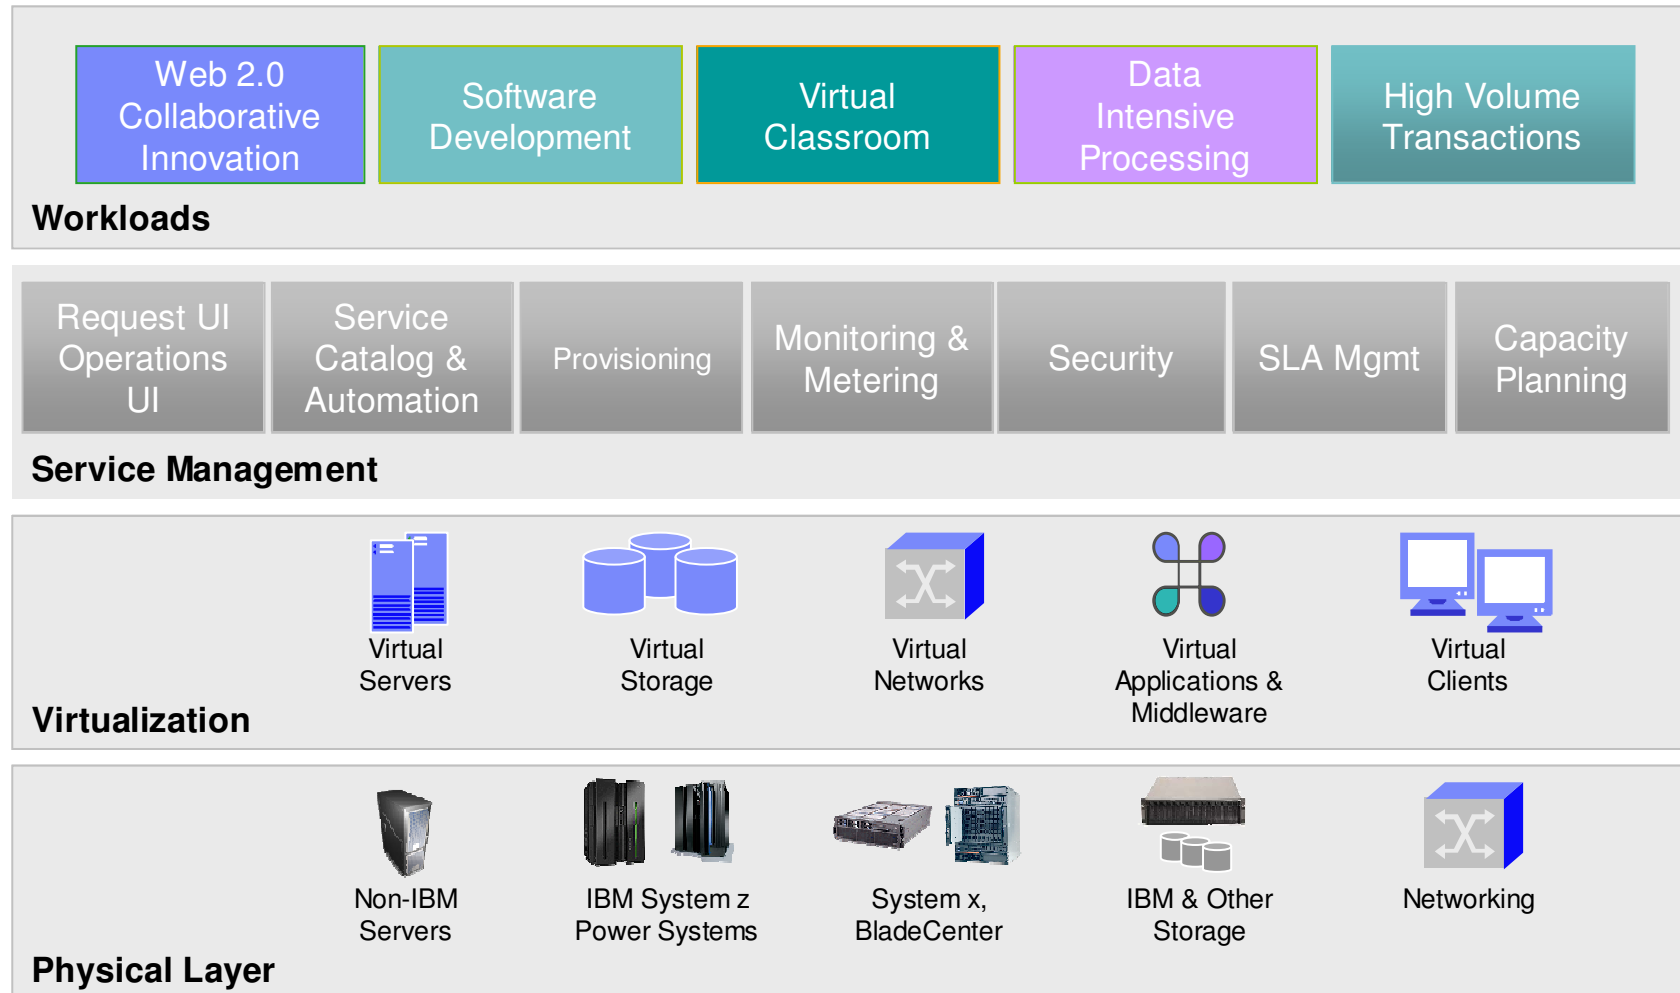 Web 2.0
Collaborative
Innovation
Software
Development
Virtual
Classroom
Data
Intensive
Processing
High Volume
Transactions
Workloads
Request UI
Operations
UI
Service
Catalog &
Automation
Provisioning
Monitoring &
Metering
Security
SLA Mgmt
Capacity
Planning
Service Management
Virtual
Servers
Virtual
Storage
Virtual
Networks
Virtual
Applications &
Middleware
Virtual
Clients
Virtualization
Non-IBM
Servers
IBM System z
Power Systems
System x,
BladeCenter
IBM & Other
Storage
Networking
Physical Layer